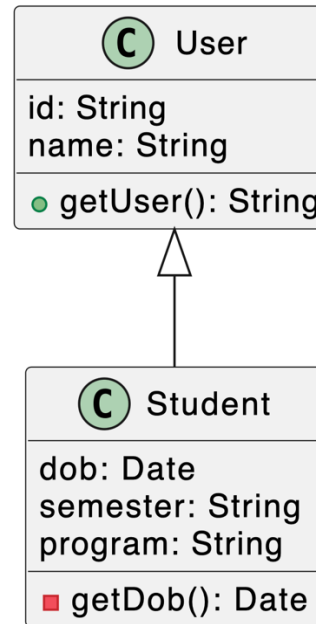 C User
id: String
name: String
getUser(): String
C Student
dob: Date
semester: String
program: String
getDob(): Date